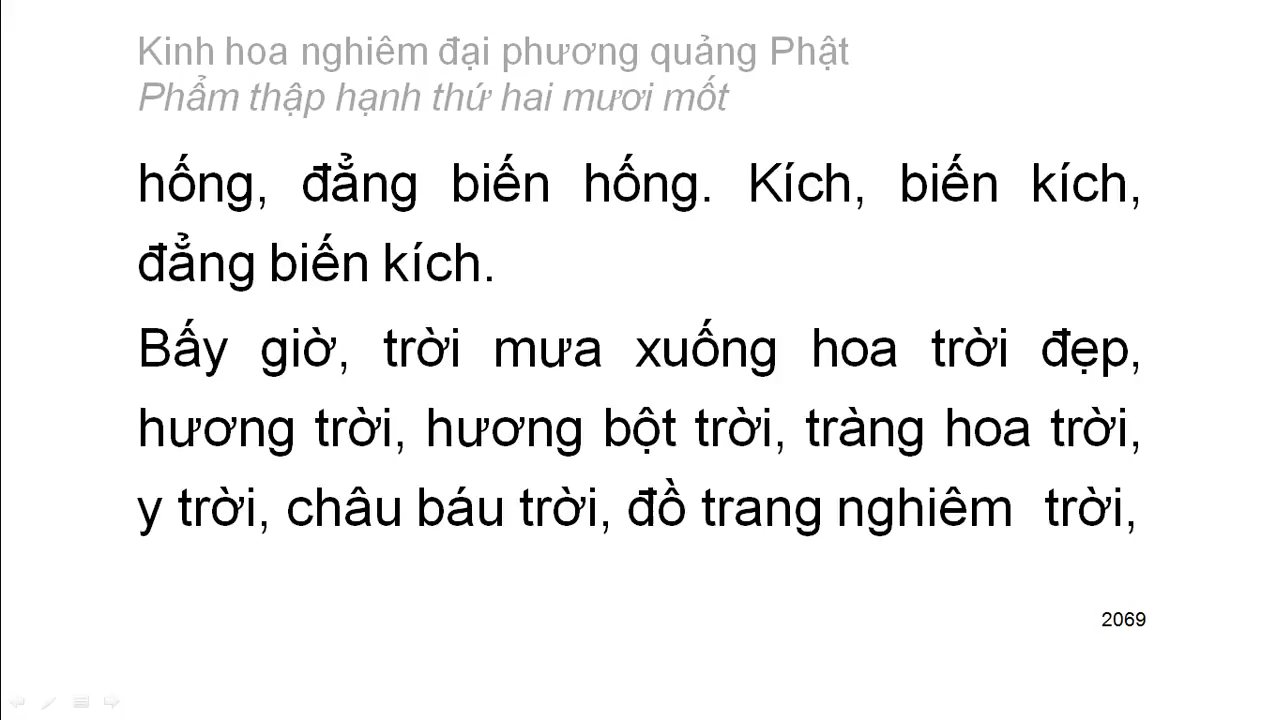 Kinh hoa nghiêm đại phương quảng Phật
Phẩm thập hạnh thứ hai mươi mốt
hống, đẳng biến hống. Kích, biến kích,
đẳng biến kích.
Bấy giờ, trời mưa xuống hoa trời đẹp,
hương trời, hương bột trời, tràng hoa trời,
y trời, châu báu trời, đồ trang nghiêm trời,
2069